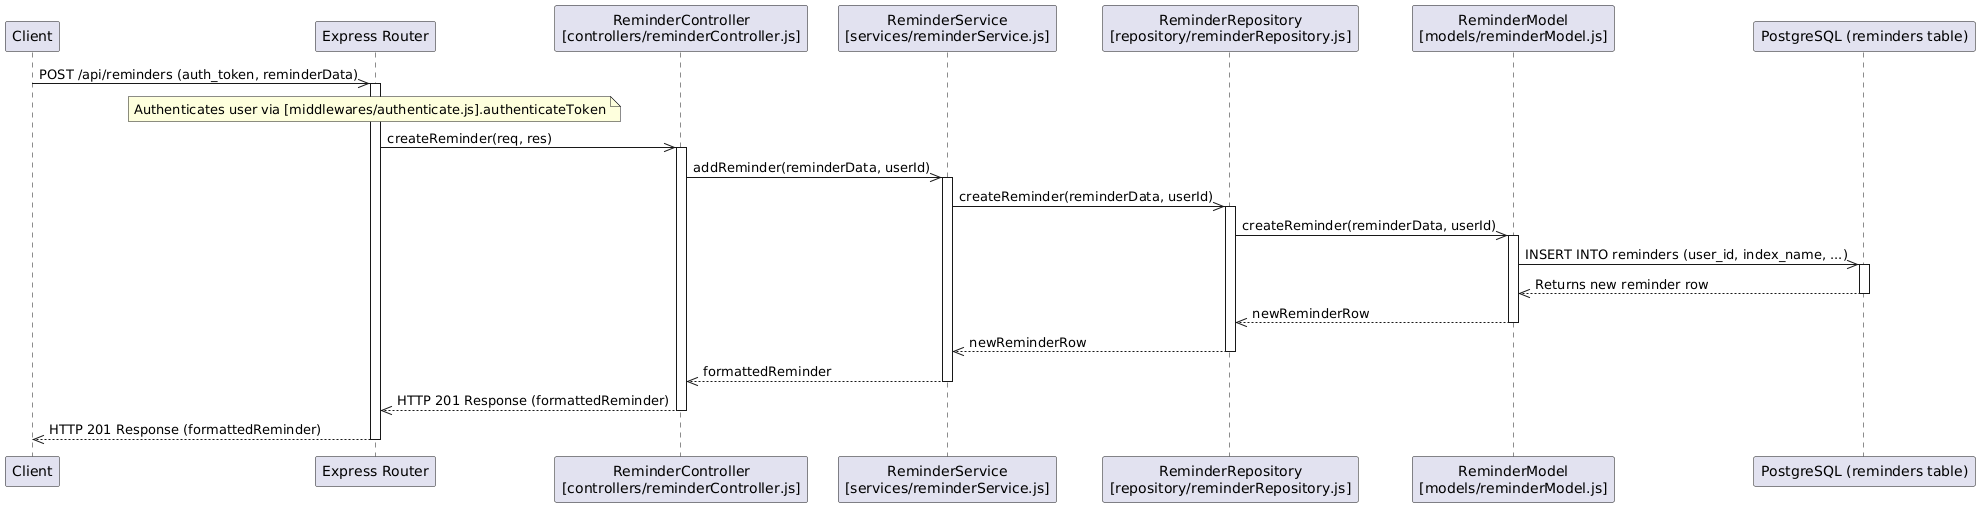 Client
Express Router
ReminderController
[controllers/reminderController.js]
ReminderService
[services/reminderService.js]
ReminderRepository
[repository/reminderRepository.js]
ReminderModel
[models/reminderModel.js]
PostgreSQL (reminders table)
POST /api/reminders (auth_token, reminderData)
Authenticates user via [middlewares/authenticate.js].authenticateToken
createReminder(req, res)
addReminder(reminderData, userId)
createReminder(reminderData, userId)
createReminder(reminderData, userId)
INSERT INTO reminders (user_id, index_name, ...)
Returns new reminder row
newReminderRow
newReminderRow
formattedReminder
HTTP 201 Response (formattedReminder)
HTTP 201 Response (formattedReminder)
Client
Express Router
ReminderController
[controllers/reminderController.js]
ReminderService
[services/reminderService.js]
ReminderRepository
[repository/reminderRepository.js]
ReminderModel
[models/reminderModel.js]
PostgreSQL (reminders table)